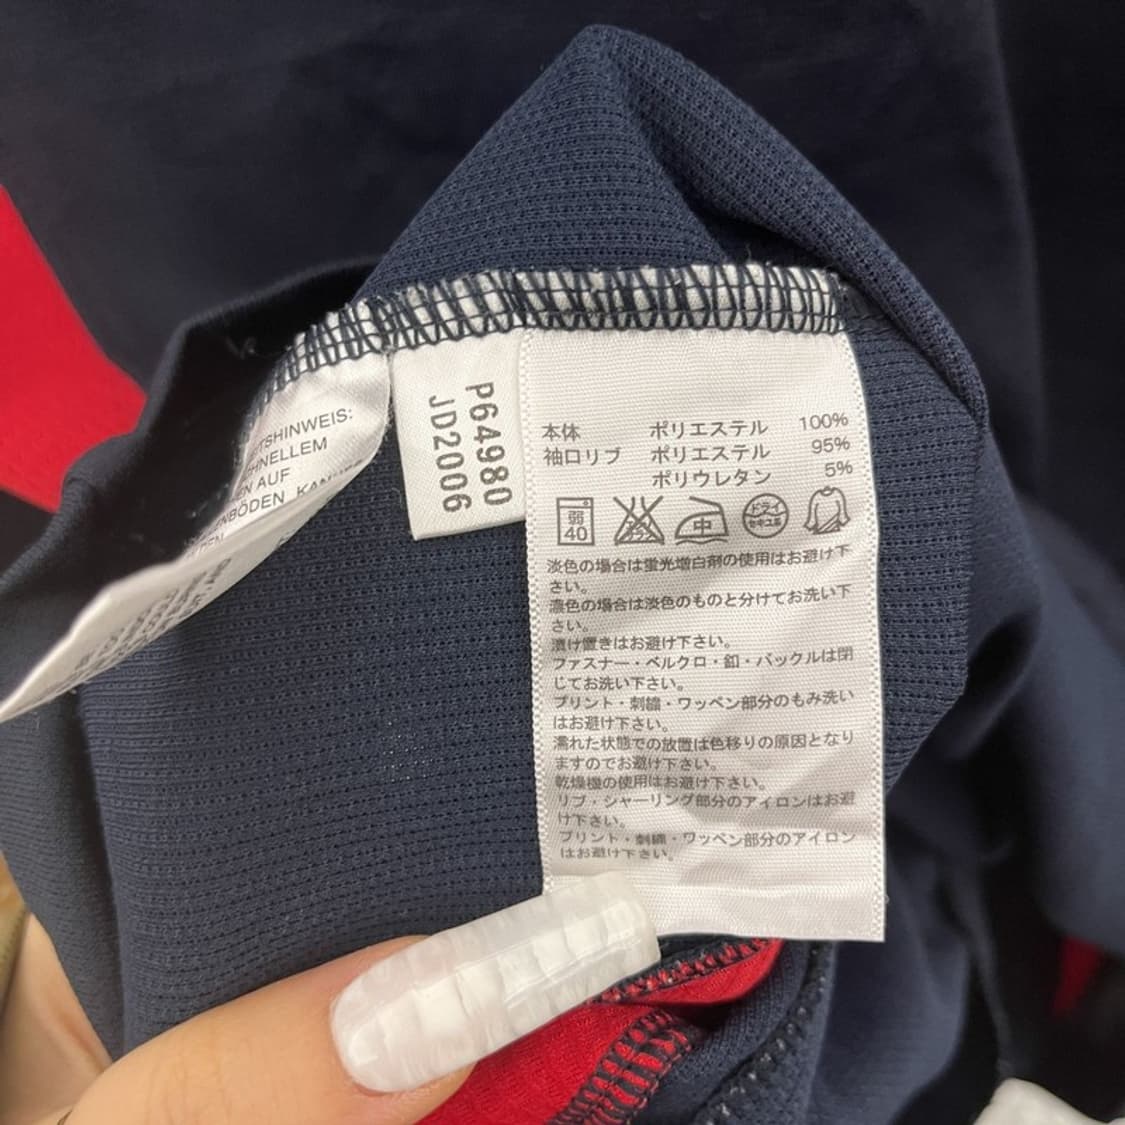 TSHINWEIS:
HNELLEM
EN AUF
ENBÖDEN KAN
P64980
JD2006
本体 ポリエステル 100%
袖口リブ ポリエステル 95%
ポリウレタン 5%
弱 中 ドライ
40 セキユ系
淡色の場合は蛍光増白剤の使用はお避け下
さい。
濃色の場合は淡色のものと分けてお洗い下
さい。
漬け置きはお避け下さい。
ファスナー・ベルクロ・釦・バックルは閉
じてお洗い下さい。
プリント・刺繍・ワッペン部分のもみ洗い
はお避け下さい。
濡れた状態での放置は色移りの原因となり
ますのでお避け下さい。
乾燥機の使用はお避け下さい。
リブ・シャーリング部分のアイロンはお避
け下さい。
プリント・刺繍・ワッペン部分のアイロン
はお避け下さい。